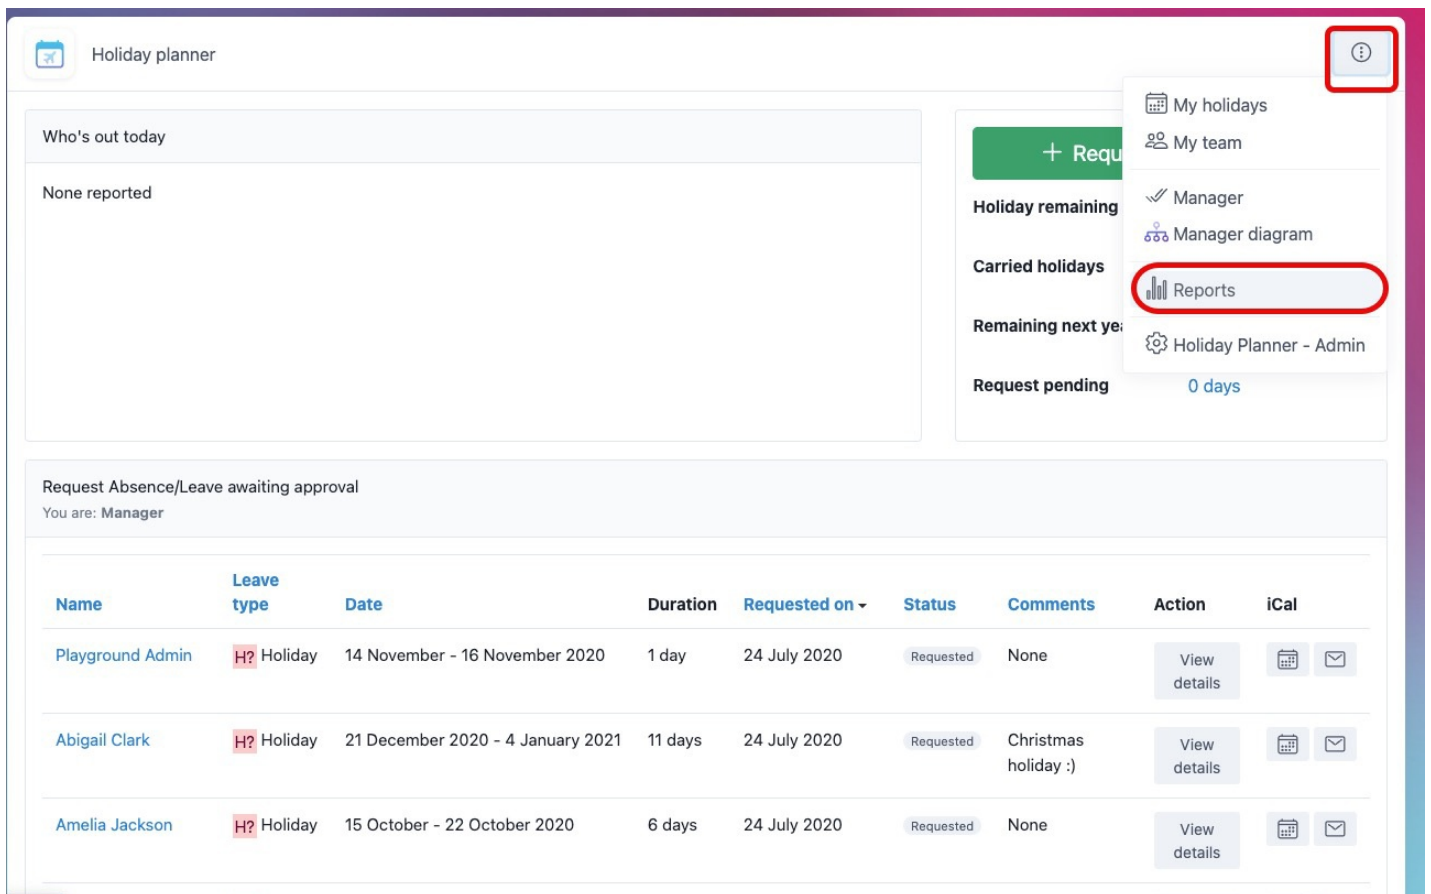 Holiday planner
My holidays
My team
Manager
Manager diagram
Reports
Holiday Planner - Admin
Who's out today
None reported
+ Requ
Holiday remaining
Carried holidays
Remaining next yea
Request pending 0 days
Request Absence/Leave awaiting approval
You are: Manager
Name Leave type Date Duration Requested on Status Comments Action iCal
Playground Admin H? Holiday 14 November - 16 November 2020 1 day 24 July 2020 Requested None View details
Abigail Clark H? Holiday 21 December 2020 - 4 January 2021 11 days 24 July 2020 Requested Christmas holiday :) View details
Amelia Jackson H? Holiday 15 October - 22 October 2020 6 days 24 July 2020 Requested None View details